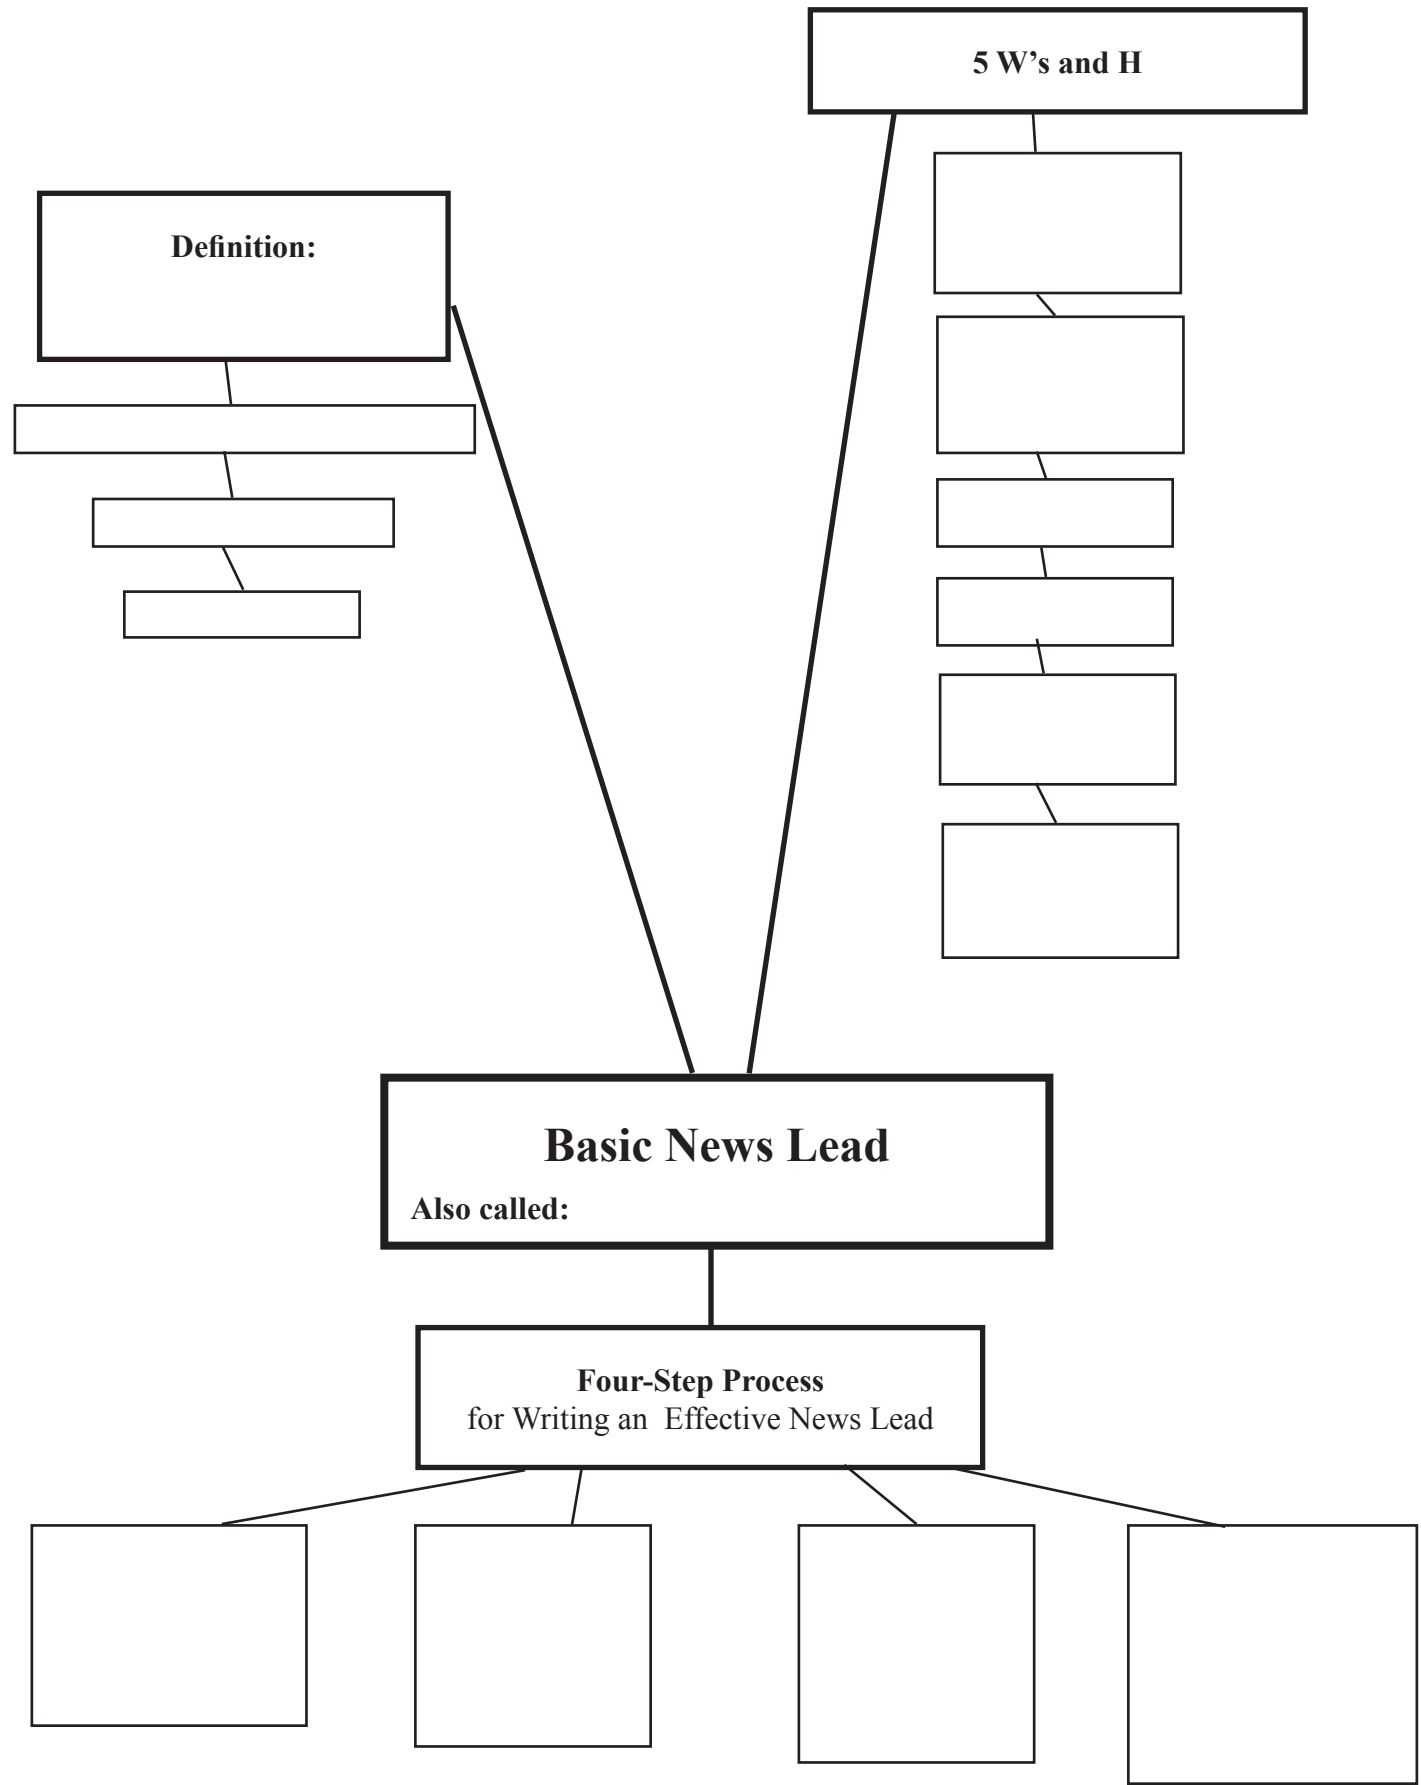 5 W’s and H
Definition:
Basic News Lead
Also called:
Four-Step Process
for Writing an  Effective News Lead